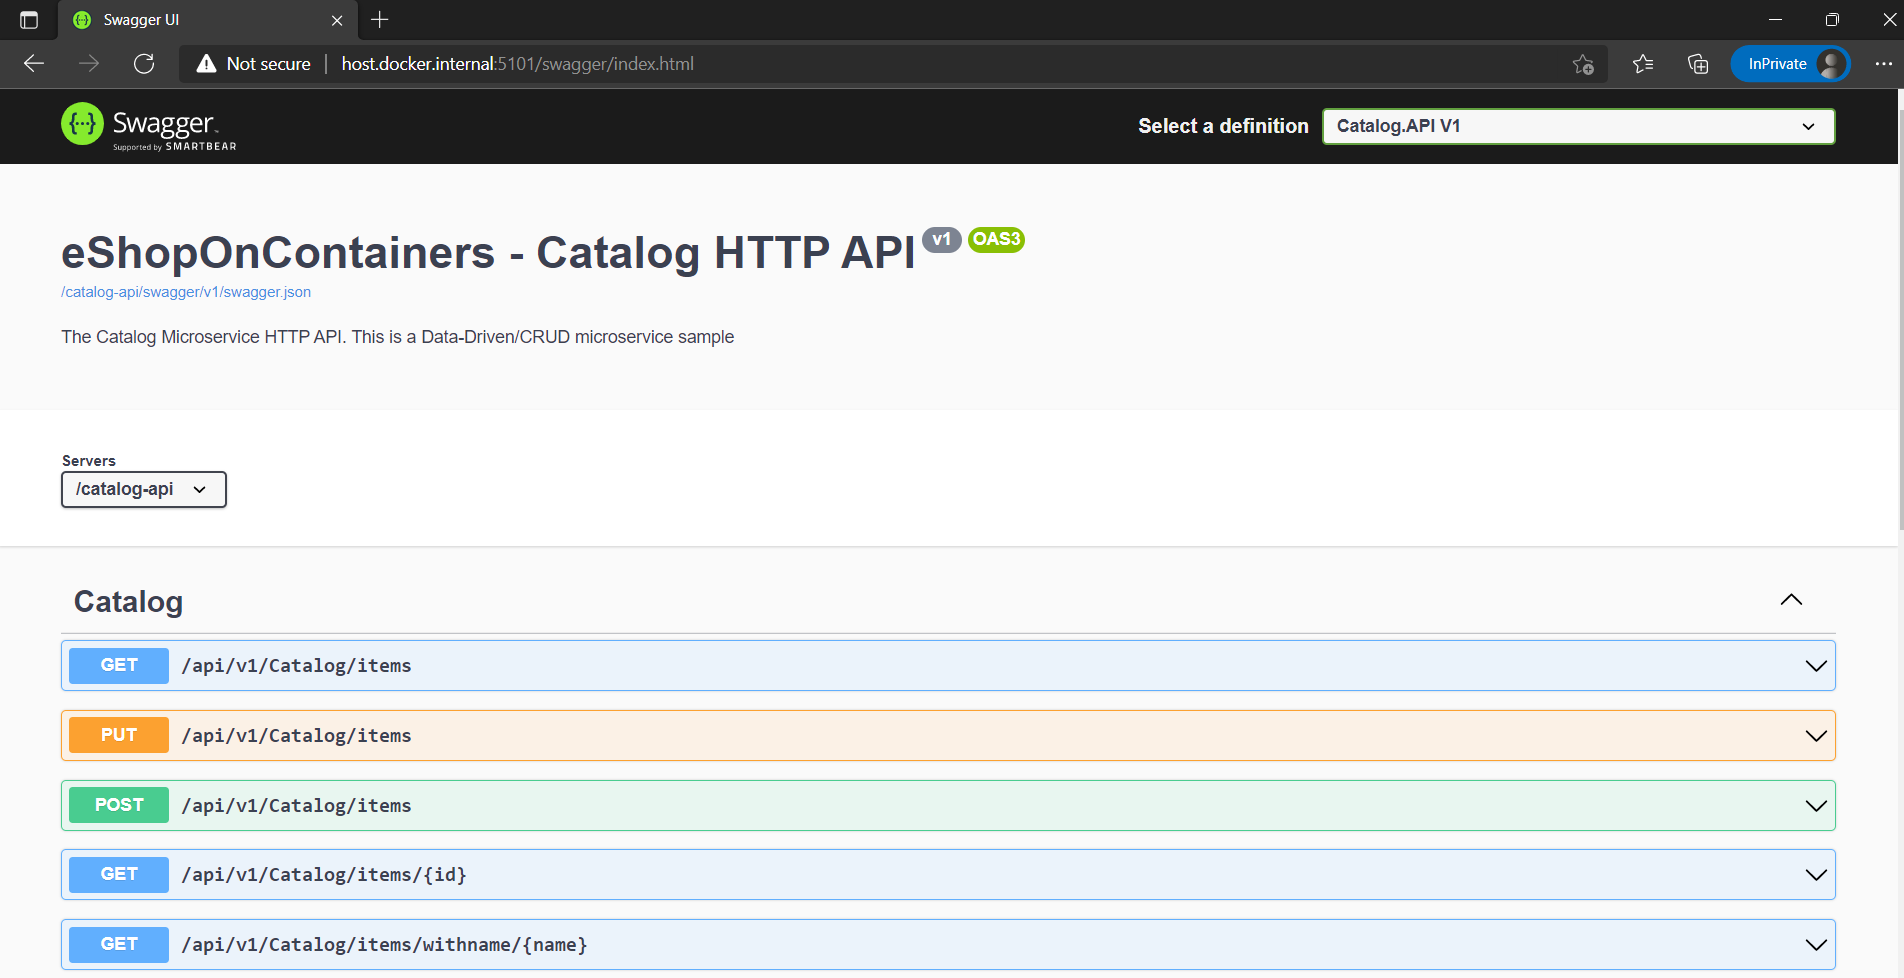 Swagger UI
Not secure host.docker.internal:5101/swagger/index.html InPrivate
{···} Swagger™
Supported by SMARTBEAR
Select a definition Catalog.API V1
eShopOnContainers - Catalog HTTP API v1 OAS3
/catalog-api/swagger/v1/swagger.json
The Catalog Microservice HTTP API. This is a Data-Driven/CRUD microservice sample
Servers
/catalog-api
Catalog
GET /api/v1/Catalog/items
PUT /api/v1/Catalog/items
POST /api/v1/Catalog/items
GET /api/v1/Catalog/items/{id}
GET /api/v1/Catalog/items/withname/{name}